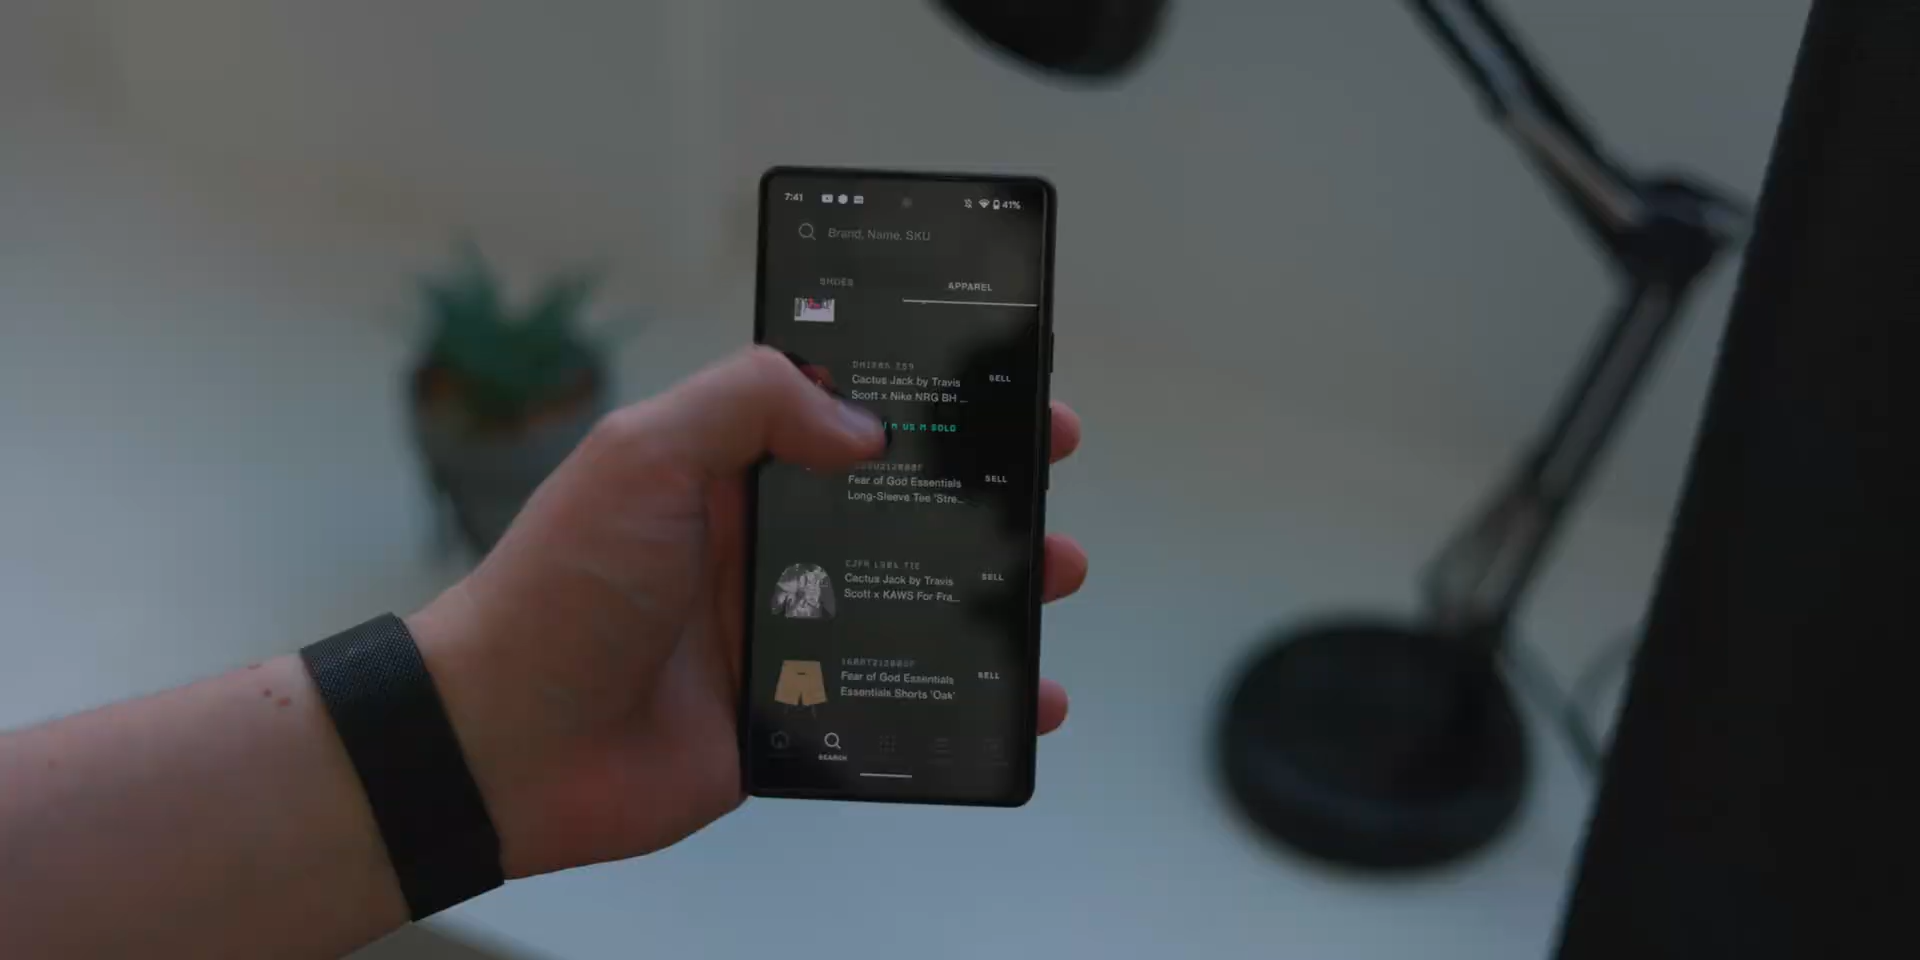 7:41
41%
Brand, Name, SKU
SHOES
APPAREL
Cactus Jack by Travis
Scott x Nike NRG BH ...
SELL
US M SOLD
Fear of God Essentials
Long-Sleeve Tee 'Stre...
SELL
Cactus Jack by Travis
Scott x KAWS For Fra...
SELL
Fear of God Essentials
Essentials Shorts 'Oak'
SELL
SEARCH